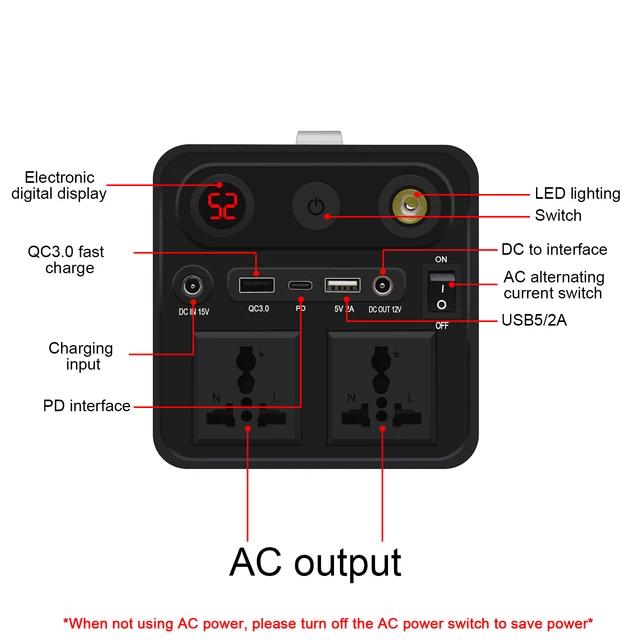 Electronic
digital display
52
LED lighting
Switch
QC3.0 fast
charge
DC to interface
ON
AC alternating
current switch
DC IN 15V
QC3.0
PD
5V 2A
DC OUT 12V
USB5/2A
OFF
Charging
input
PD interface
N
L
N
L
AC output
*When not using AC power, please turn off the AC power switch to save power*